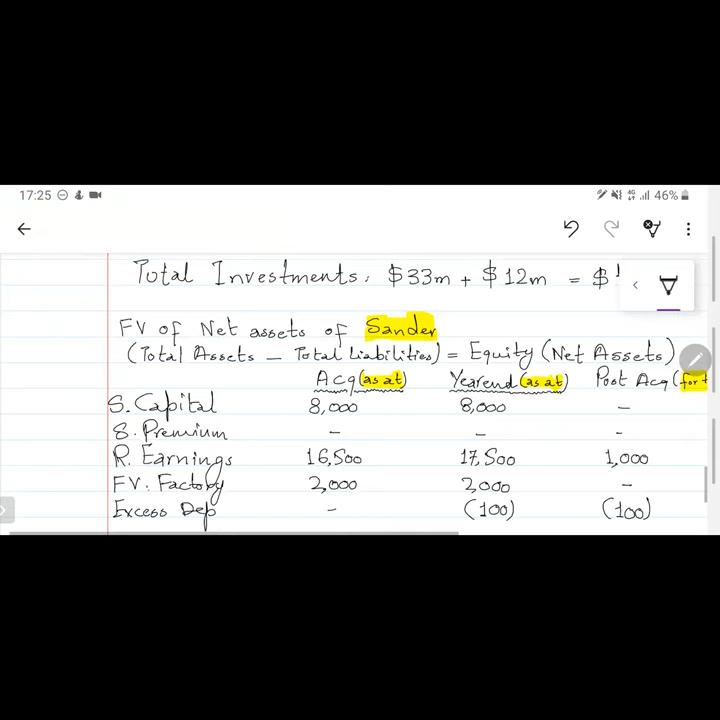 17:25 46%
Total Investments: $33m + $12m = $
FV of Net assets of Sander
(Total Assets – Total Liabilities) = Equity (Net Assets)
Acq (as at) Yearend (as at) Post Acq (for
S. Capital 8,000 8,000 –
S. Premium – – –
R. Earnings 16,500 17,500 1,000
FV: Factory 2,000 2,000 –
Excess Dep – (100) (100)